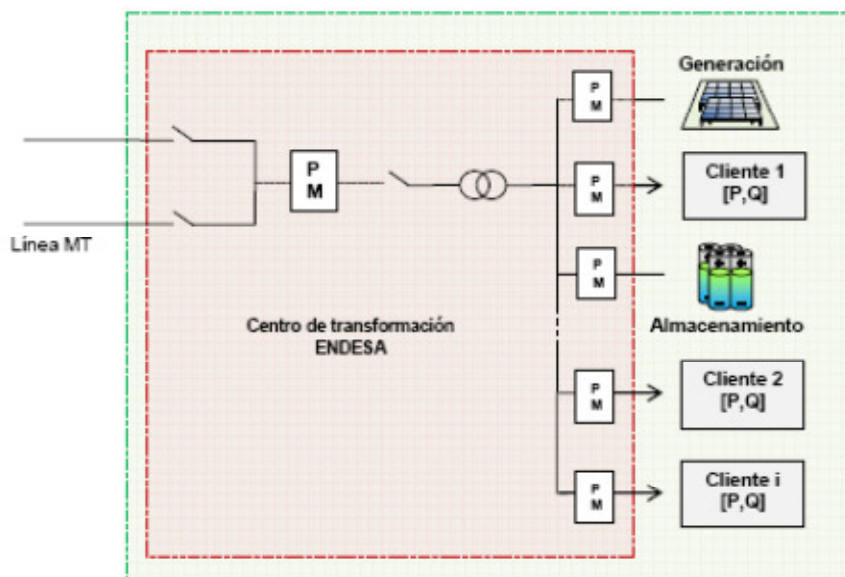 Generación
P
M
Cliente 1
[P,Q]
P
M
P
M
Línea MT
P
M
Almacenamiento
Centro de transformación
ENDESA
Cliente 2
[P,Q]
P
M
Cliente i
[P,Q]
P
M